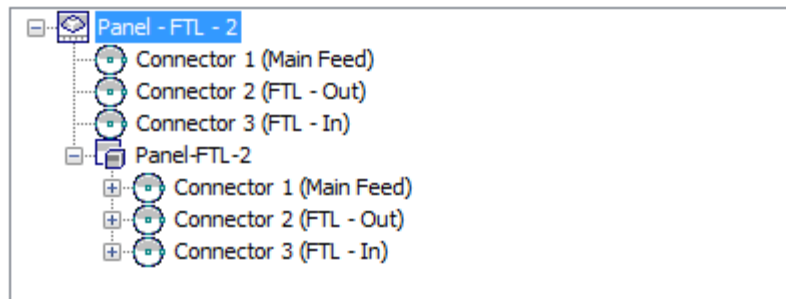 Panel - FTL - 2
Connector 1 (Main Feed)
Connector 2 (FTL - Out)
Connector 3 (FTL - In)
Panel-FTL-2
Connector 1 (Main Feed)
Connector 2 (FTL - Out)
Connector 3 (FTL - In)